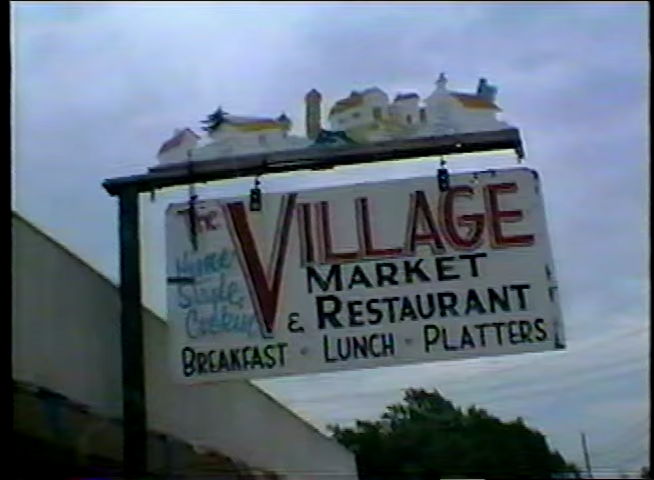 The
VILLAGE
Home
Style
Cookin'
MARKET
& RESTAURANT
BREAKFAST · LUNCH · PLATTERS